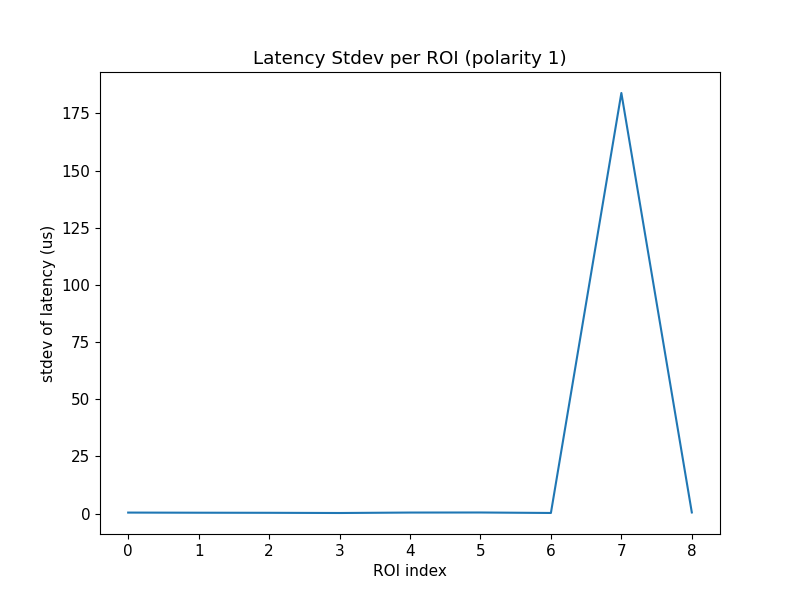 Latency Stdev per ROI (polarity 1)
stdev of latency (us)
175
150
125
100
75
50
25
0
0 1 2 3 4 5 6 7 8
ROI index